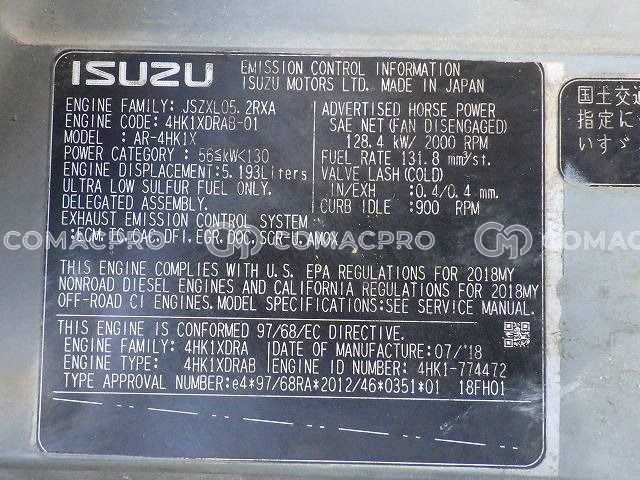 ISUZU
EMISSION CONTROL INFORMATION
ISUZU MOTORS LTD. MADE IN JAPAN
ENGINE FAMILY: JSZXL05.2RXA
ENGINE CODE: 4HK1XDRAB-01
MODEL : AR-4HK1X
POWER CATEGORY : 56≦kW<130
ENGINE DISPLACEMENT:5.193Liters
ULTRA LOW SULFUR FUEL ONLY.
DELEGATED ASSEMBLY.
EXHAUST EMISSION CONTROL SYSTEM
:ECM,TC,CAC,DFI,EGR,DOC,SCR-U,AMOX
ADVERTISED HORSE POWER
SAE NET (FAN DISENGAGED)
128.4 kW/ 2000 RPM
FUEL RATE 131.8 mm³/st.
VALVE LASH (COLD)
IN/EXH : 0.4/0.4 mm.
CURB IDLE : 900 RPM
THIS ENGINE COMPLIES WITH U.S. EPA REGULATIONS FOR 2018MY
NONROAD DIESEL ENGINES AND CALIFORNIA REGULATIONS FOR 2018MY
OFF-ROAD CI ENGINES. MODEL SPECIFICATIONS:SEE SERVICE MANUAL.
THIS ENGINE IS CONFORMED 97/68/EC DIRECTIVE.
ENGINE FAMILY: 4HK1XDRA DATE OF MANUFACTURE:07/'18
ENGINE TYPE: 4HK1XDRAB ENGINE ID NUMBER: 4HK1-774472
TYPE APPROVAL NUMBER:e4*97/68RA*2012/46*0351*01 18FH01
国土交通
指定に
いすゞ
COMACPRO
COMACPRO
COMACPRO